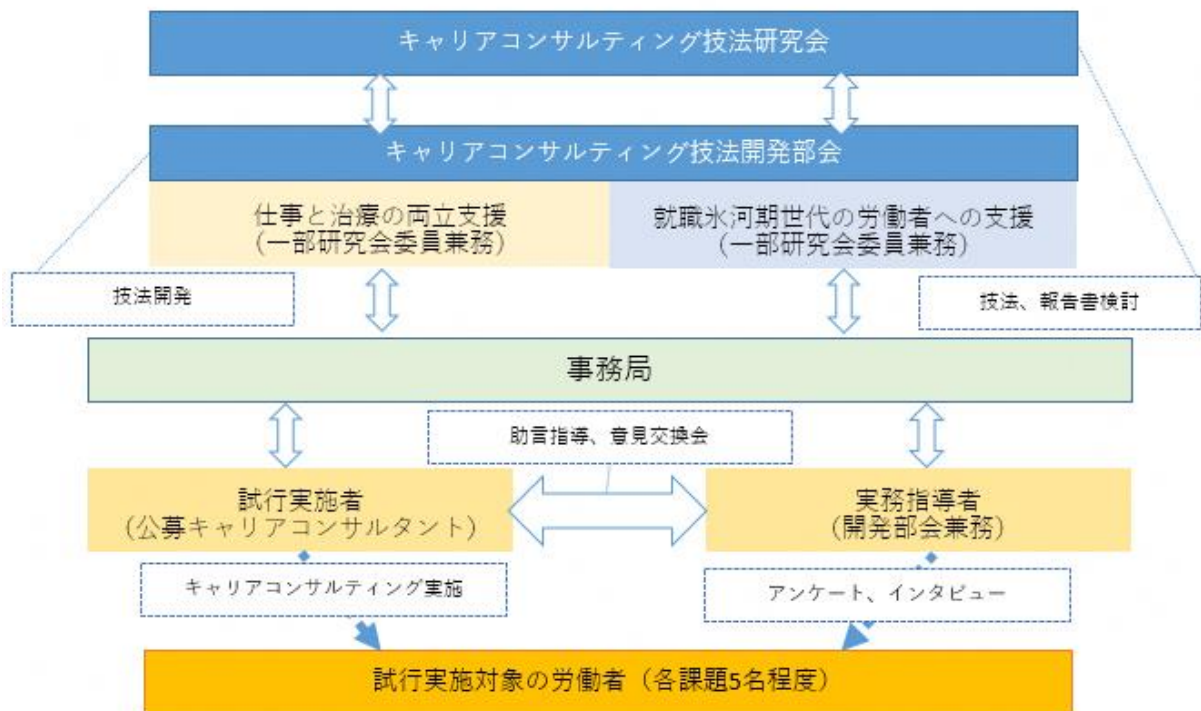 キャリアコンサルティング技法研究会
キャリアコンサルティング技法開発部会
仕事と治療の両立支援
(一部研究会委員兼務)
就職氷河期世代の労働者への支援
(一部研究会委員兼務)
技法開発
技法、報告書検討
事務局
助言指導、意見交換会
試行実施者
(公募キャリアコンサルタント)
実務指導者
(開発部会兼務)
キャリアコンサルティング実施
アンケート、インタビュー
試行実施対象の労働者（各課題5名程度）